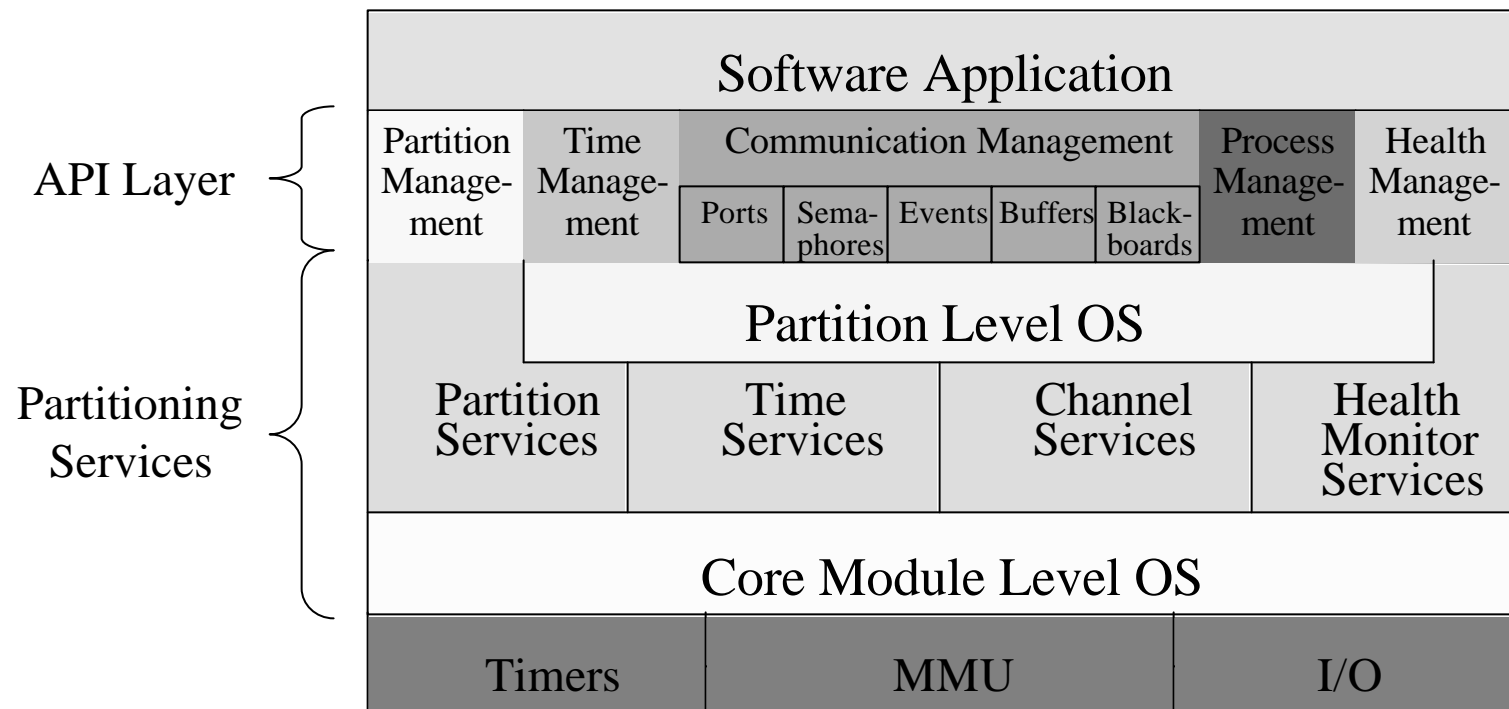 Software Application
API Layer
Partition
Manage-
ment
Time
Manage-
ment
Communication Management
Ports
Sema-
phores
Events
Buffers
Black-
boards
Process
Manage-
ment
Health
Manage-
ment
Partitioning
Services
Partition Level OS
Partition
Services
Time
Services
Channel
Services
Health
Monitor
Services
Core Module Level OS
Timers
MMU
I/O